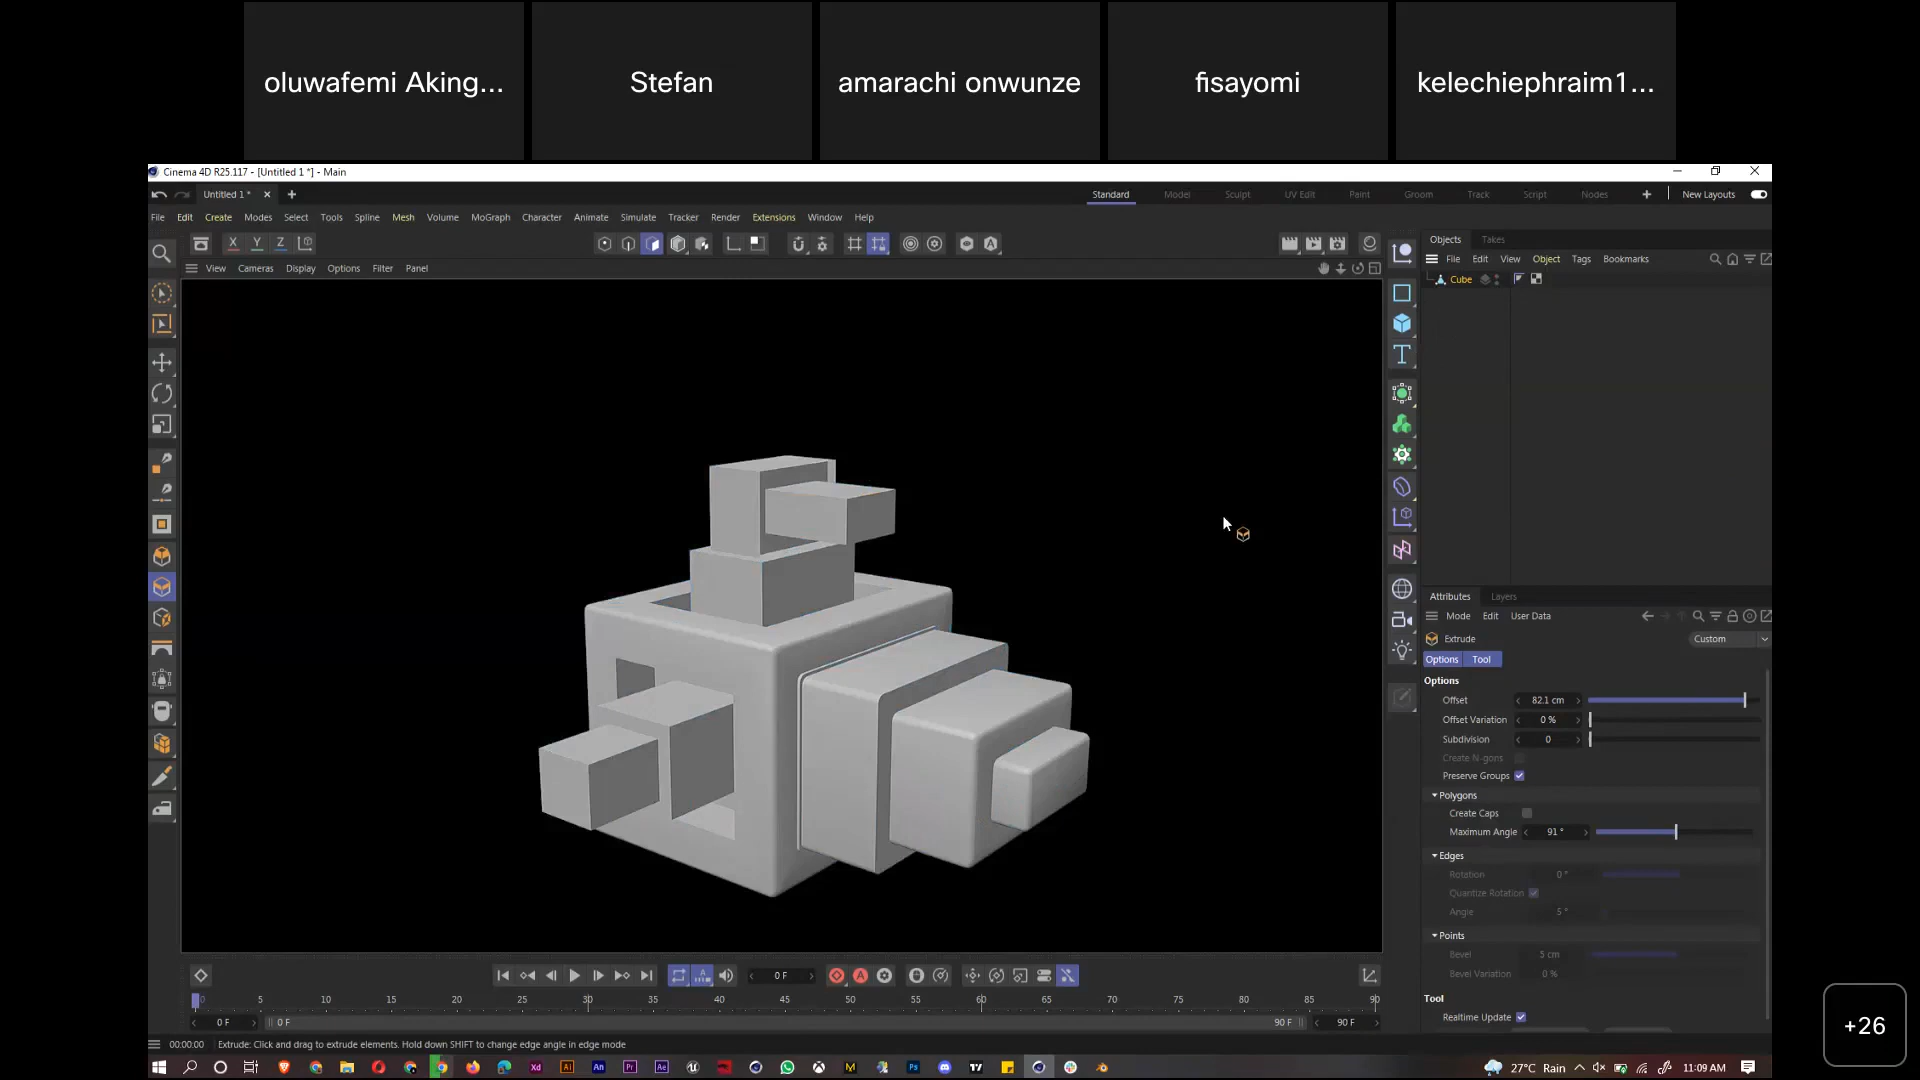 oluwafemi Aking...
Stefan
amarachi onwunze
fisayomi
kelechiephraim1...
Cinema 4D R25.117 - [Untitled 1 *] - Main
Untitled 1 *
Standard
Model
Sculpt
UV Edit
Paint
Groom
Track
Script
Nodes
New Layouts
File Edit Create Modes Select Tools Spline Mesh Volume MoGraph Character Animate Simulate Tracker Render Extensions Window Help
X Y Z
View Cameras Display Options Filter Panel
Objects Takes
File Edit View Object Tags Bookmarks
Cube
Attributes Layers
Mode Edit User Data
Extrude
Custom
Options Tool
Options
Offset 82.1 cm
Offset Variation 0 %
Subdivision 0
Create N-gons
Preserve Groups
Polygons
Create Caps
Maximum Angle 91 °
Edges
Rotation 0 °
Quantize Rotation
Angle 5 °
Points
Bevel 5 cm
Bevel Variation 0 %
Tool
Realtime Update
0 F
0 5 10 15 20 25 30 35 40 45 50 55 60 65 70 75 80 85 90
0 F 0 F 90 F 90 F
00:00:00 Extrude: Click and drag to extrude elements. Hold down SHIFT to change edge angle in edge mode
27°C Rain 11:09 AM
+26